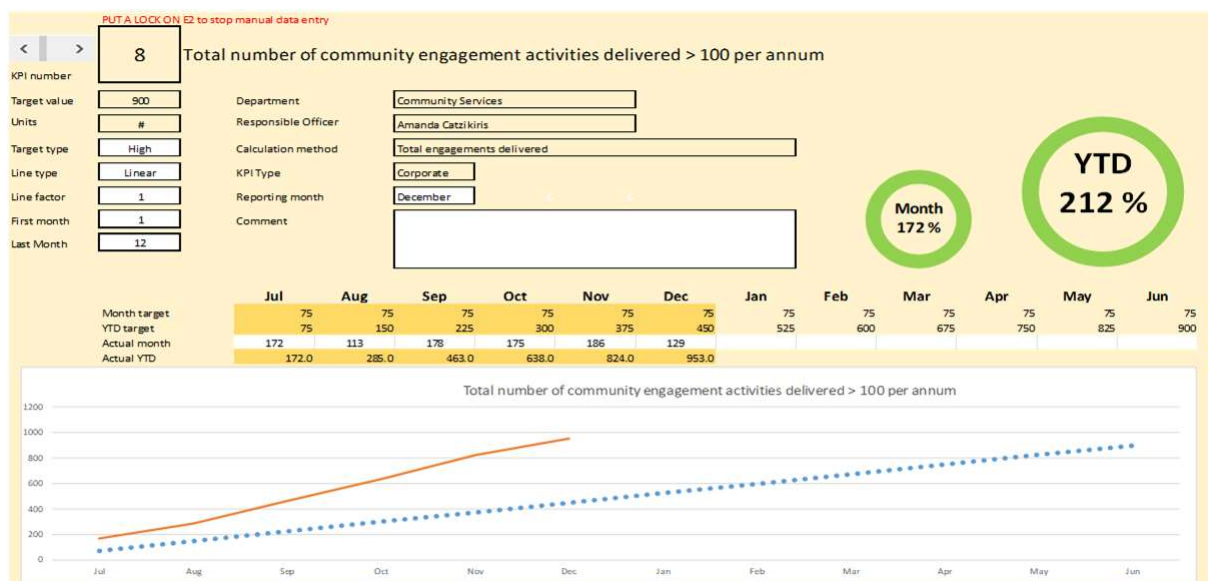 PUT A LOCK ON E2 to stop manual data entry
< >
8 Total number of community engagement activities delivered > 100 per annum
KPI number
Target value 900 Department Community Services
Units # Responsible Officer Amanda Catzikiris
Target type High Calculation method Total engagements delivered
Line type Linear KPI Type Corporate
Line factor 1 Reporting month December
First month 1 Comment
Last Month 12
Month
172 %
YTD
212 %
Jul Aug Sep Oct Nov Dec Jan Feb Mar Apr May Jun
Month target 75 75 75 75 75 75 75 75 75 75 75 75
YTD target 75 150 225 300 375 450 525 600 675 750 825 900
Actual month 172 113 178 175 186 129
Actual YTD 172.0 285.0 463.0 638.0 824.0 953.0
Total number of community engagement activities delivered > 100 per annum
1200
1000
800
600
400
200
0
Jul Aug Sep Oct Nov Dec Jan Feb Mar Apr May Jun